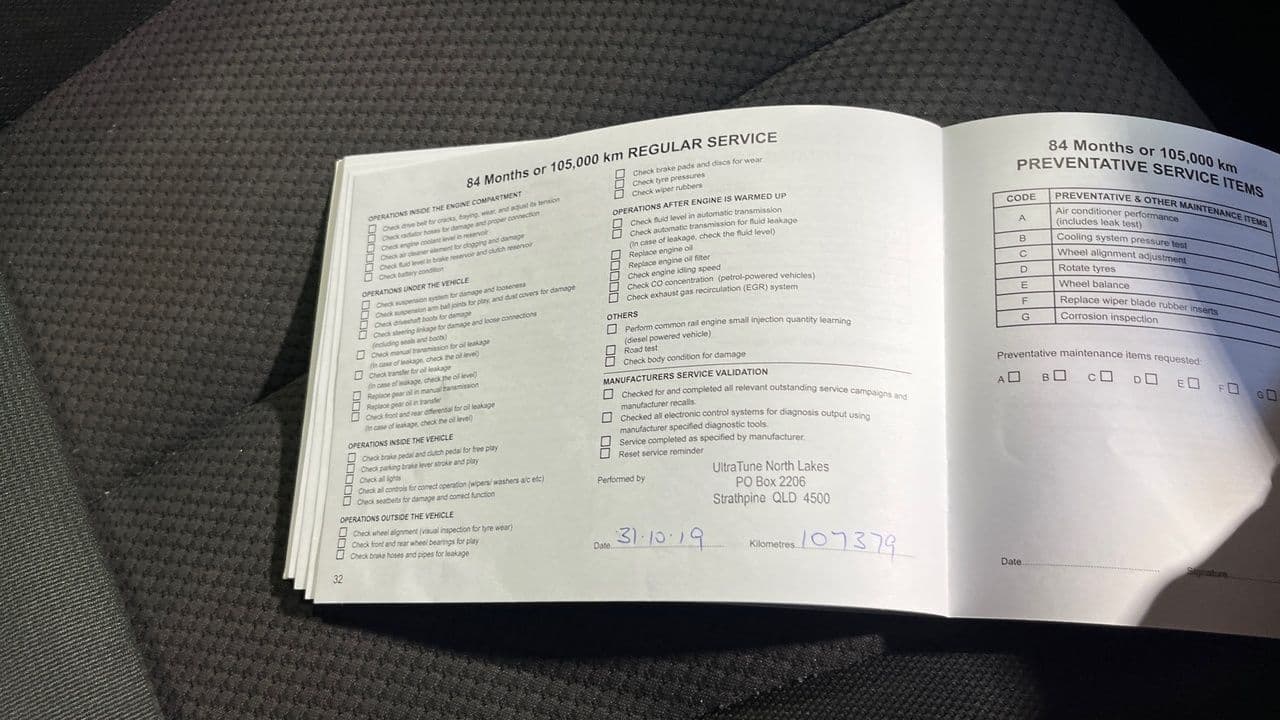 84 Months or 105,000 km REGULAR SERVICE
OPERATIONS INSIDE THE ENGINE COMPARTMENT
Check drive belt for cracks, fraying, wear, and adjust its tension
Check radiator hoses for damage and proper connection
Check engine coolant level in reservoir
Check air cleaner element for clogging and damage
Check fluid level in brake reservoir and clutch reservoir
Check battery condition
OPERATIONS UNDER THE VEHICLE
Check suspension system for damage and looseness
Check suspension arm ball joints for play, and dust covers for damage
Check driveshaft boots for damage
Check steering linkage for damage and loose connections
(including seals and boots)
Check manual transmission for oil leakage
(In case of leakage, check the oil level)
Check transfer for oil leakage
(In case of leakage, check the oil level)
Replace gear oil in manual transmission
Replace gear oil in transfer
Check front and rear differential for oil leakage
(In case of leakage, check the oil level)
OPERATIONS INSIDE THE VEHICLE
Check brake pedal and clutch pedal for free play
Check parking brake lever stroke and play
Check all lights
Check all controls for correct operation (wipers/ washers a/c etc)
Check seatbelts for damage and correct function
OPERATIONS OUTSIDE THE VEHICLE
Check wheel alignment (visual inspection for tyre wear)
Check front and rear wheel bearings for play
Check brake hoses and pipes for leakage
32
Check brake pads and discs for wear
Check tyre pressures
Check wiper rubbers
OPERATIONS AFTER ENGINE IS WARMED UP
Check fluid level in automatic transmission
Check automatic transmission for fluid leakage
(In case of leakage, check the fluid level)
Replace engine oil
Replace engine oil filter
Check engine idling speed
Check CO concentration (petrol-powered vehicles)
Check exhaust gas recirculation (EGR) system
OTHERS
Perform common rail engine small injection quantity learning
(diesel powered vehicle)
Road test
Check body condition for damage
MANUFACTURERS SERVICE VALIDATION
Checked for and completed all relevant outstanding service campaigns and
manufacturer recalls.
Checked all electronic control systems for diagnosis output using
manufacturer specified diagnostic tools.
Service completed as specified by manufacturer.
Reset service reminder
Performed by
UltraTune North Lakes
PO Box 2206
Strathpine QLD 4500
Date 31.10.19 Kilometres 107379
84 Months or 105,000 km
PREVENTATIVE SERVICE ITEMS
CODE PREVENTATIVE & OTHER MAINTENANCE ITEMS
A Air conditioner performance
(includes leak test)
B Cooling system pressure test
C Wheel alignment adjustment
D Rotate tyres
E Wheel balance
F Replace wiper blade rubber inserts
G Corrosion inspection
Preventative maintenance items requested:
A B C D E F G
Date Signature